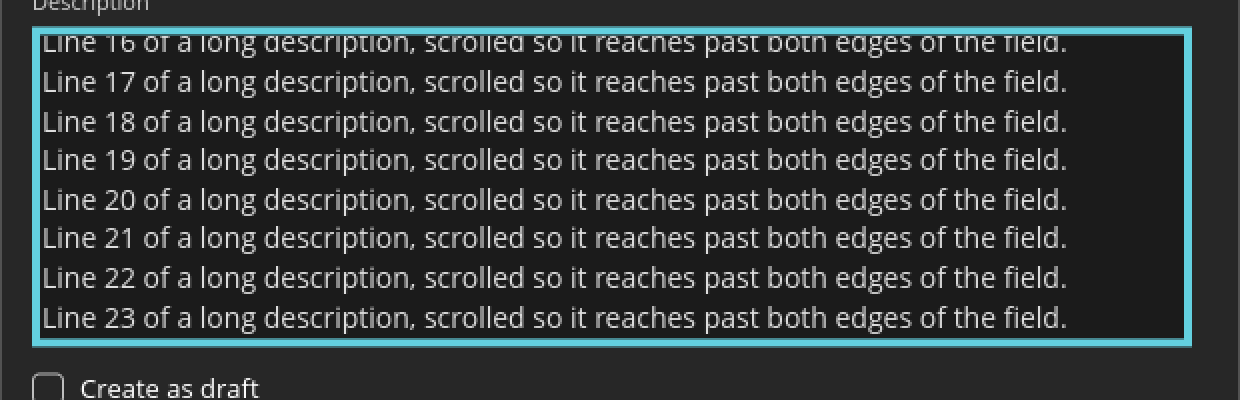 Description
Line 16 of a long description, scrolled so it reaches past both edges of the field.
Line 17 of a long description, scrolled so it reaches past both edges of the field.
Line 18 of a long description, scrolled so it reaches past both edges of the field.
Line 19 of a long description, scrolled so it reaches past both edges of the field.
Line 20 of a long description, scrolled so it reaches past both edges of the field.
Line 21 of a long description, scrolled so it reaches past both edges of the field.
Line 22 of a long description, scrolled so it reaches past both edges of the field.
Line 23 of a long description, scrolled so it reaches past both edges of the field.
Create as draft